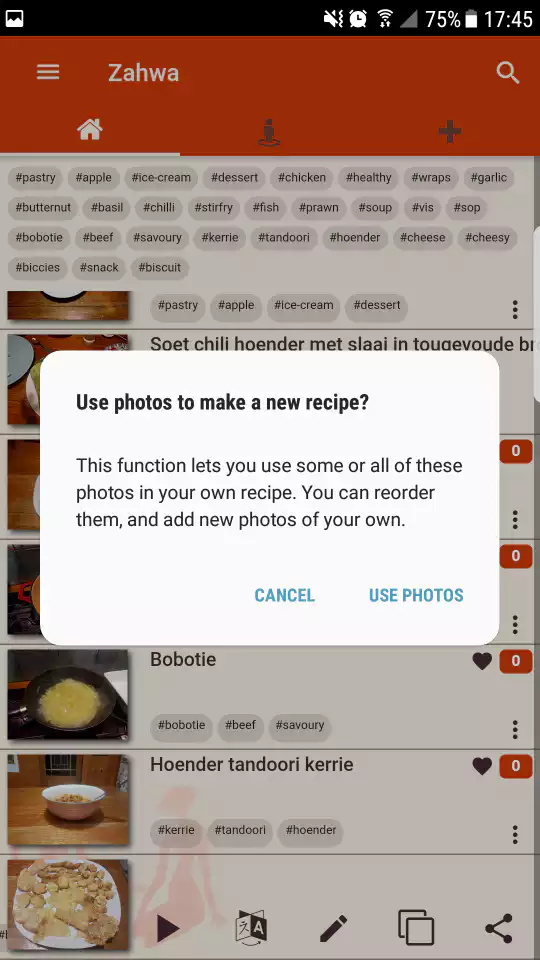 75% 17:45
Zahwa
#pastry #apple #ice-cream #dessert #chicken #healthy #wraps #garlic
#butternut #basil #chilli #stirfry #fish #prawn #soup #vis #sop
#bobotie #beef #savoury #kerrie #tandoori #hoender #cheese #cheesy
#biccies #snack #biscuit
#pastry #apple #ice-cream #dessert
Soet chili hoender met slaai in
Use photos to make a new recipe?
0
This function lets you use some or all of these
photos in your own recipe. You can reorder
them, and add new photos of your own.
0
CANCEL USE PHOTOS
Bobotie 0
#bobotie #beef #savoury
Hoender tandoori kerrie 0
#kerrie #tandoori #hoender
A